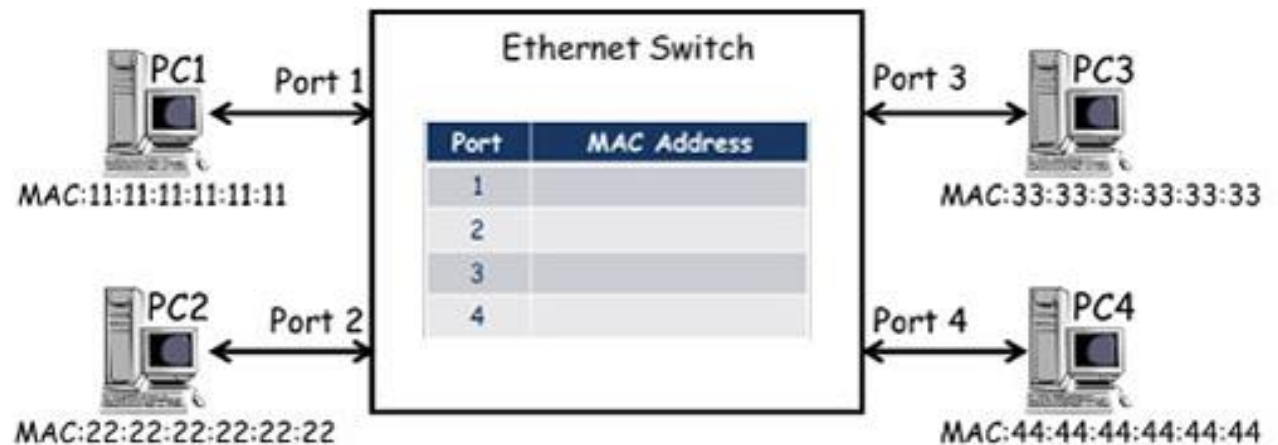 Ethernet Switch
PC1
Port 1
MAC:11:11:11:11:11:11
PC2
Port 2
MAC:22:22:22:22:22:22
Port MAC Address
1
2
3
4
Port 3
PC3
MAC:33:33:33:33:33:33
Port 4
PC4
MAC:44:44:44:44:44:44